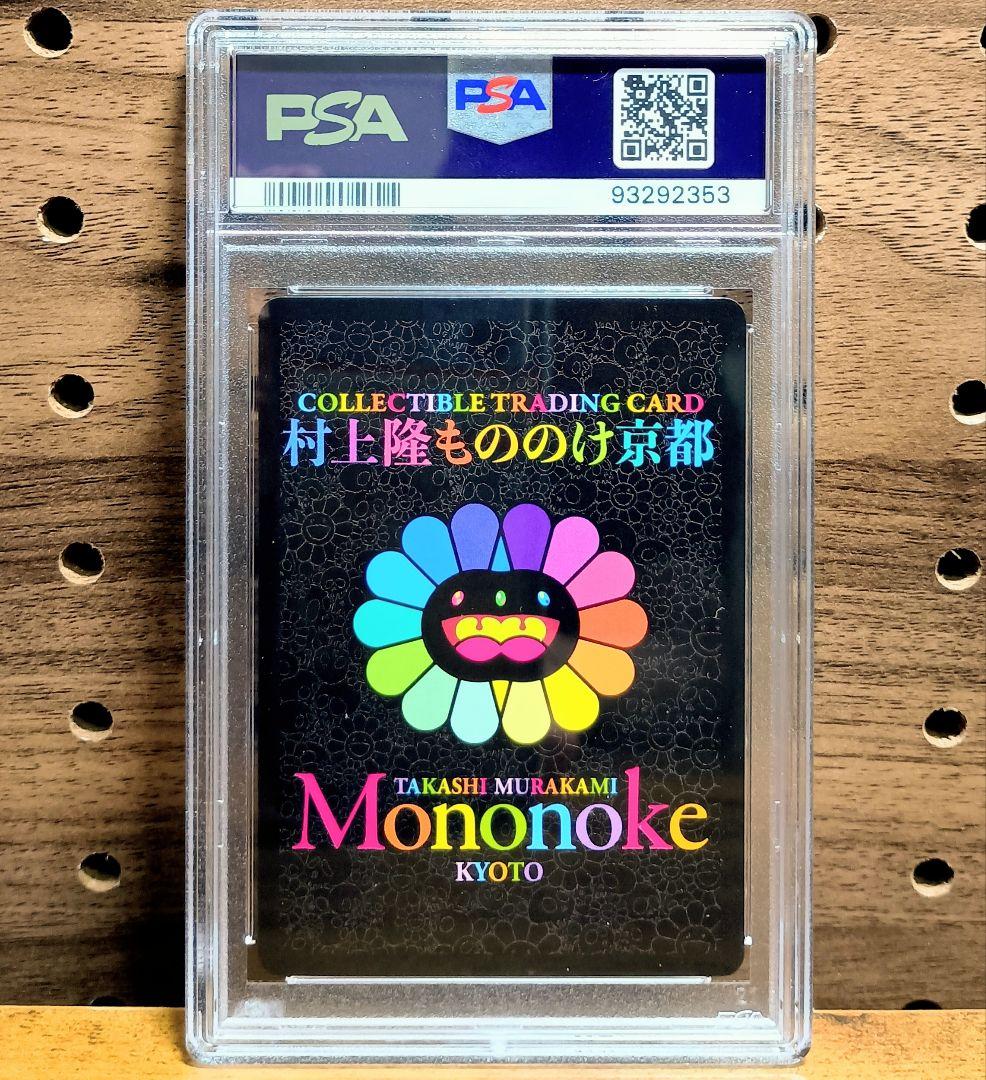 PSA
PSA
93292353
COLLECTIBLE TRADING CARD
村上隆もののけ京都
TAKASHI MURAKAMI
Mononoke
KYOTO
PSA